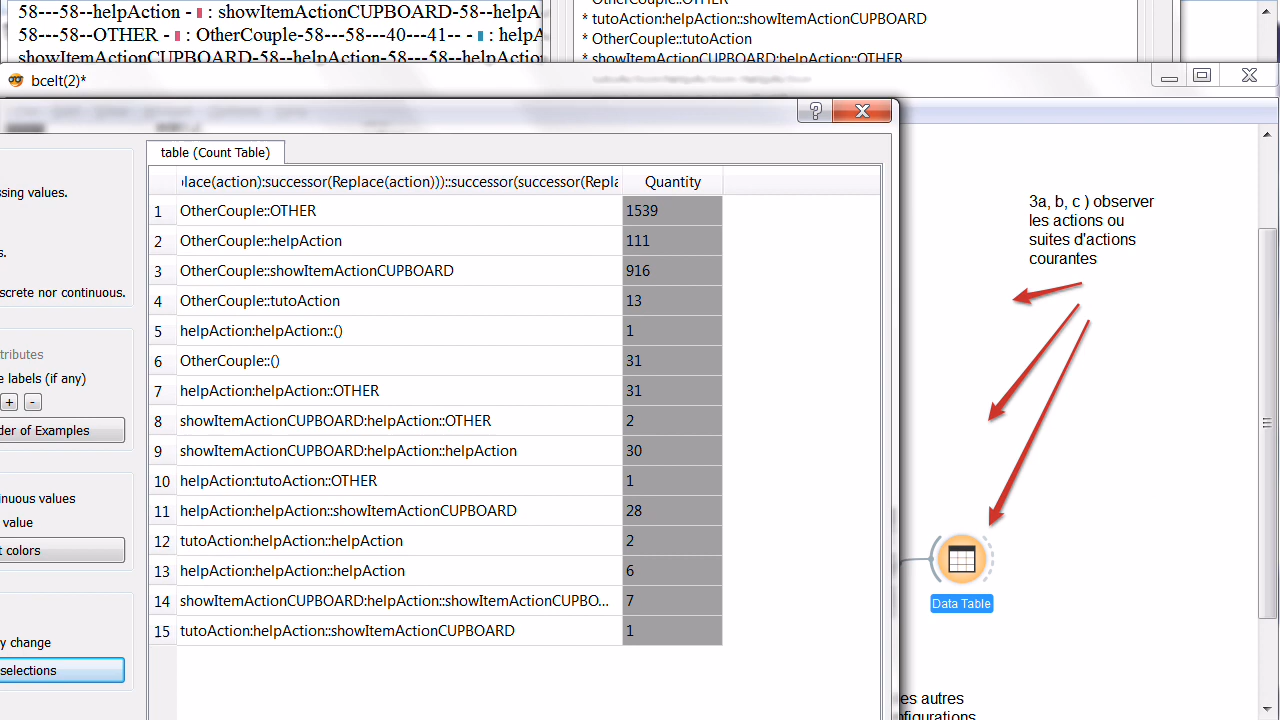 58---58--helpAction - : showItemActionCUPBOARD-58--helpA
58---58--OTHER - : OtherCouple-58---58---40---41-- - : helpA
showItemActionCUPBOARD-58--helpAction-58---58--helpAction
* tutoAction:helpAction::showItemActionCUPBOARD
* OtherCouple::tutoAction
* showItemActionCUPBOARD:helpAction::OTHER
bcelt(2)*
table (Count Table)
place(action):successor(Replace(action)))::successor(successor(Repla
Quantity
1 OtherCouple::OTHER 1539
2 OtherCouple::helpAction 111
3 OtherCouple::showItemActionCUPBOARD 916
4 OtherCouple::tutoAction 13
5 helpAction:helpAction::() 1
6 OtherCouple::() 31
7 helpAction:helpAction::OTHER 31
8 showItemActionCUPBOARD:helpAction::OTHER 2
9 showItemActionCUPBOARD:helpAction::helpAction 30
10 helpAction:tutoAction::OTHER 1
11 helpAction:helpAction::showItemActionCUPBOARD 28
12 tutoAction:helpAction::helpAction 2
13 helpAction:helpAction::helpAction 6
14 showItemActionCUPBOARD:helpAction::showItemActionCUPBO... 7
15 tutoAction:helpAction::showItemActionCUPBOARD 1
sing values.
s.
screte nor continuous.
tributes
e labels (if any)
+ -
der of Examples
nuous values
value
t colors
y change
selections
3a, b, c ) observer
les actions ou
suites d'actions
courantes
Data Table
es autres
nfigurations